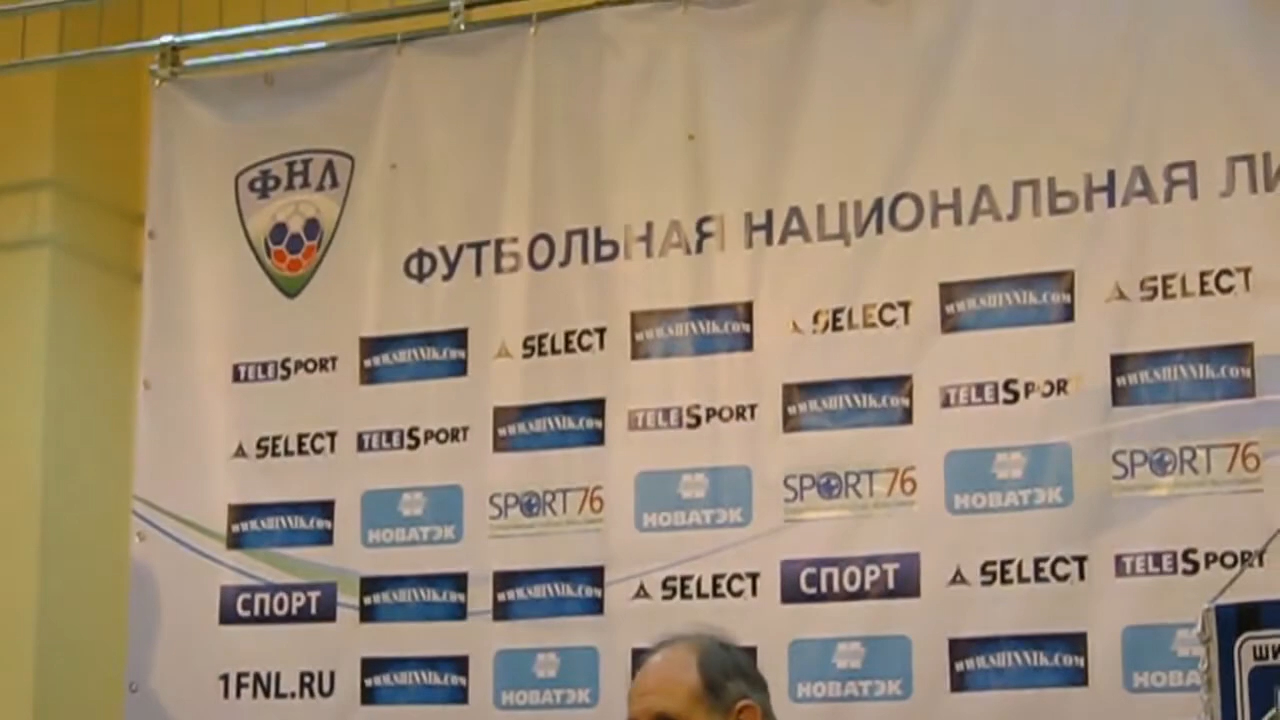 ФНЛ
ФУТБОЛЬНАЯ НАЦИОНАЛЬНАЯ ЛИ
TELESPORT www.SHINNIK.com SELECT www.SHINNIK.com SELECT www.SHINNIK.com SELECT
SELECT TELESPORT www.SHINNIK.com TELESPORT www.SHINNIK.com TELESPORT www.SHINNIK.com
www.SHINNIK.com НОВАТЭК SPORT76 НОВАТЭК SPORT76 НОВАТЭК SPORT76
СПОРТ www.SHINNIK.com www.SHINNIK.com SELECT СПОРТ SELECT TELESPORT
1FNL.RU www.SHINNIK.com НОВАТЭК НОВАТЭК www.SHINNIK.com НОВА
ШИ